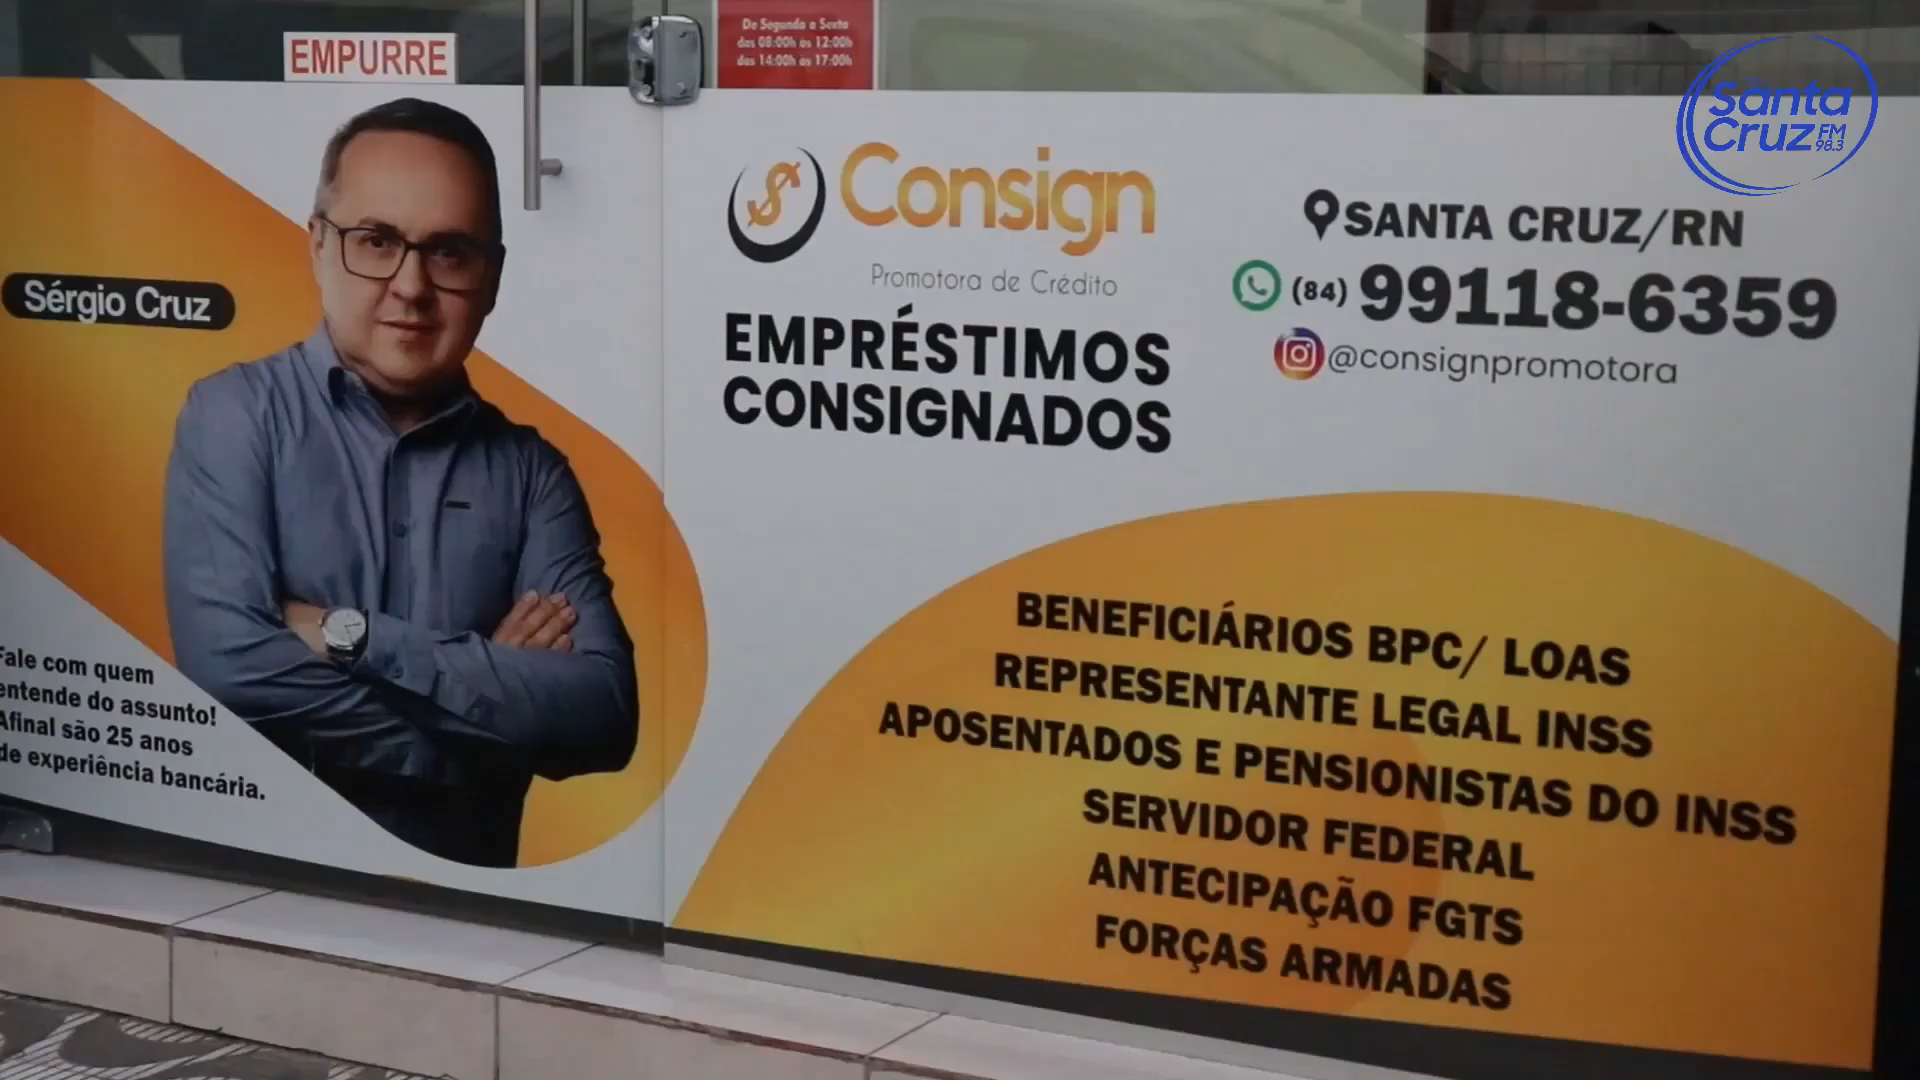 EMPURRE
De Segunda a Sexta
das 08:00h às 12:00h
das 14:00h às 17:00h
Santa
Cruz FM
98.3
Sérgio Cruz
Fale com quem
entende do assunto!
Afinal são 25 anos
de experiência bancária.
$ Consign
Promotora de Crédito
EMPRÉSTIMOS
CONSIGNADOS
SANTA CRUZ/RN
(84) 99118-6359
@consignpromotora
BENEFICIÁRIOS BPC/ LOAS
REPRESENTANTE LEGAL INSS
APOSENTADOS E PENSIONISTAS DO INSS
SERVIDOR FEDERAL
ANTECIPAÇÃO FGTS
FORÇAS ARMADAS